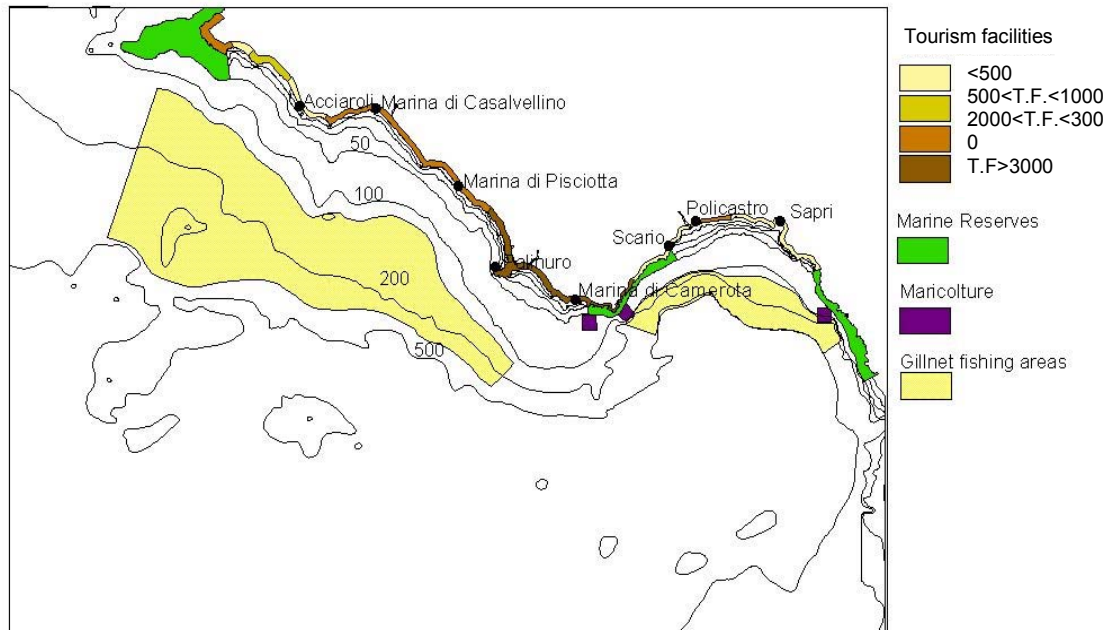 Tourism facilities
<500
500<T.F.<1000
2000<T.F.<300
0
T.F>3000
Marine Reserves
Maricolture
Gillnet fishing areas
Acciaroli
Marina di Casalvellino
50
Marina di Pisciotta
100
Policastro
Sapri
Scario
Palinuro
200
Marina di Camerota
500